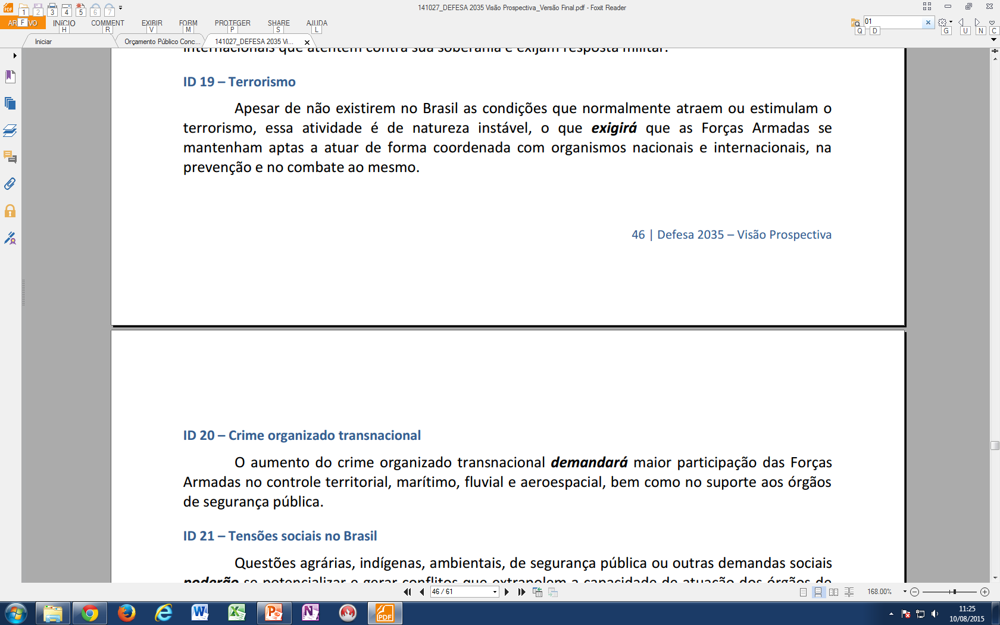 141027_DEFESA 2035 Visão Prospectiva_Versão Final.pdf - Foxit Reader
1 2 3 4 5 6 7
ARQUIVO INÍCIO COMMENT EXIBIR FORM PROTEGER SHARE AJUDA 01
F H R V M P S L Q D G U N C
Iniciar Orçamento Público Conc... 141027_DEFESA 2035 Vi...
internacionais que atentem contra sua soberania e exijam resposta militar.
ID 19 – Terrorismo
Apesar de não existirem no Brasil as condições que normalmente atraem ou estimulam o
terrorismo, essa atividade é de natureza instável, o que exigirá que as Forças Armadas se
mantenham aptas a atuar de forma coordenada com organismos nacionais e internacionais, na
prevenção e no combate ao mesmo.
46 | Defesa 2035 – Visão Prospectiva
ID 20 – Crime organizado transnacional
O aumento do crime organizado transnacional demandará maior participação das Forças
Armadas no controle territorial, marítimo, fluvial e aeroespacial, bem como no suporte aos órgãos
de segurança pública.
ID 21 – Tensões sociais no Brasil
Questões agrárias, indígenas, ambientais, de segurança pública ou outras demandas sociais
poderão se potencializar e gerar conflitos que extrapolem a capacidade de atuação dos órgãos de
46 / 61 168.00%
PDF
11:25
10/08/2015